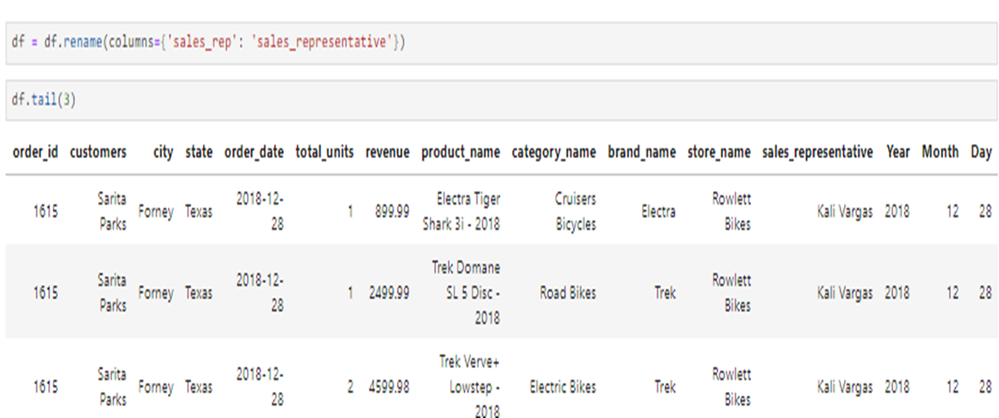 df = df.rename(columns={'sales_rep': 'sales_representative'})
df.tail(3)
order_id customers city state order_date total_units revenue product_name category_name brand_name store_name sales_representative Year Month Day
1615 Sarita Parks Forney Texas 2018-12-28 1 899.99 Electra Tiger Shark 3i - 2018 Cruisers Bicycles Electra Rowlett Bikes Kali Vargas 2018 12 28
1615 Sarita Parks Forney Texas 2018-12-28 1 2499.99 Trek Domane SL 5 Disc - 2018 Road Bikes Trek Rowlett Bikes Kali Vargas 2018 12 28
1615 Sarita Parks Forney Texas 2018-12-28 2 4599.98 Trek Verve+ Lowstep - 2018 Electric Bikes Trek Rowlett Bikes Kali Vargas 2018 12 28